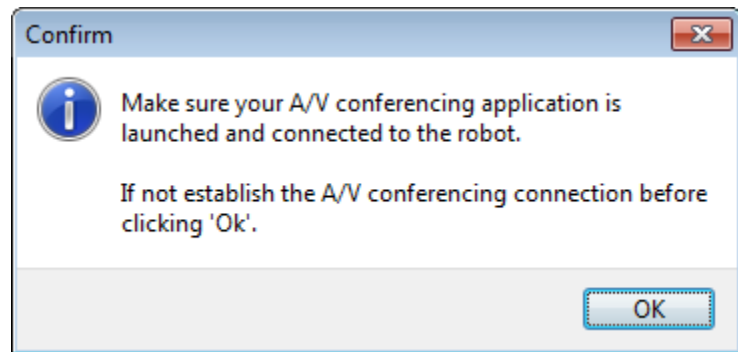 Confirm
Make sure your A/V conferencing application is
launched and connected to the robot.
If not establish the A/V conferencing connection before
clicking 'Ok'.
OK